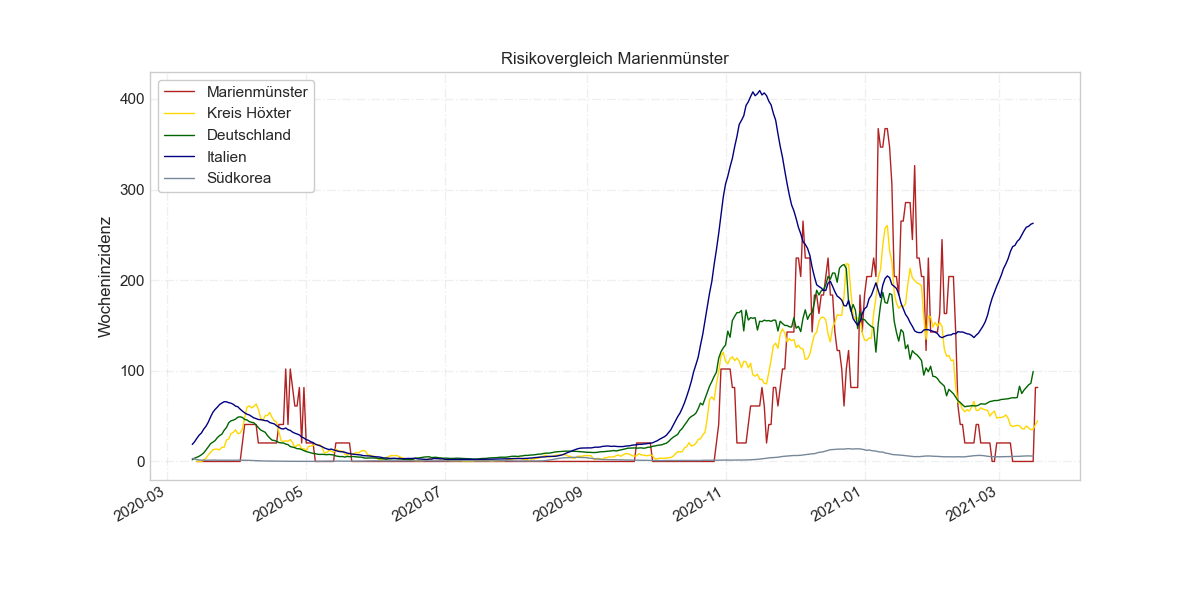 Risikovergleich Marienmünster
Marienmünster
Kreis Höxter
Deutschland
Italien
Südkorea
Wocheninzidenz
400
300
200
100
0
2020-03
2020-05
2020-07
2020-09
2020-11
2021-01
2021-03